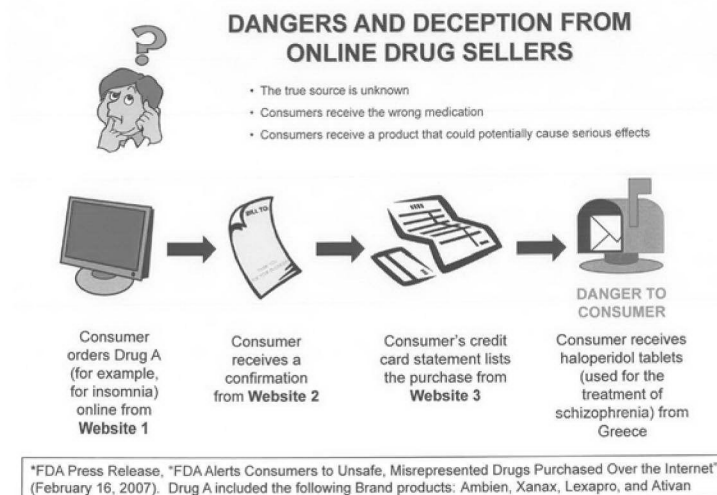 DANGERS AND DECEPTION FROM
ONLINE DRUG SELLERS
• The true source is unknown
• Consumers receive the wrong medication
• Consumers receive a product that could potentially cause serious effects
BILL TO:
DANGER TO
CONSUMER
Consumer
orders Drug A
(for example,
for insomnia)
online from
Website 1
Consumer
receives a
confirmation
from Website 2
Consumer's credit
card statement lists
the purchase from
Website 3
Consumer receives
haloperidol tablets
(used for the
treatment of
schizophrenia) from
Greece
*FDA Press Release, "FDA Alerts Consumers to Unsafe, Misrepresented Drugs Purchased Over the Internet"
(February 16, 2007). Drug A included the following Brand products: Ambien, Xanax, Lexapro, and Ativan